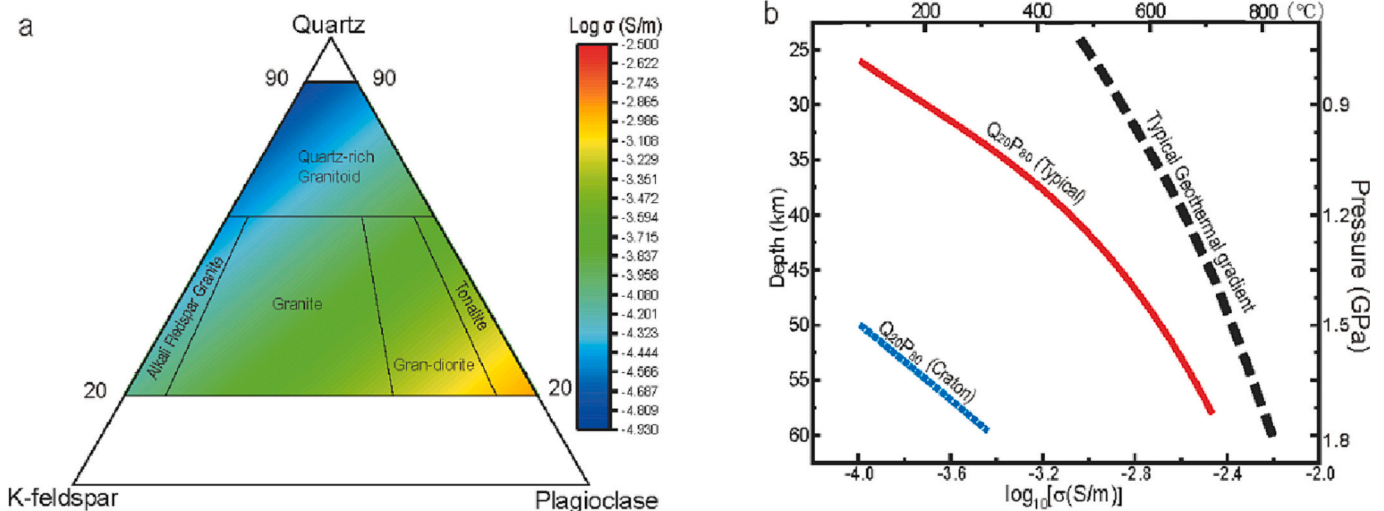 a
Quartz
90
90
Quartz-rich
Granitoid
Alkali Fledspar Granite
Granite
Gran-diorite
Tonalite
20
20
K-feldspar
Plagioclase
Log σ (S/m)
-2.500
-2.622
-2.743
-2.865
-2.986
-3.108
-3.229
-3.351
-3.472
-3.594
-3.715
-3.837
-3.958
-4.080
-4.201
-4.323
-4.444
-4.566
-4.687
-4.809
-4.930
b
200 400 600 800 (°C)
Depth (km)
25
30
35
40
45
50
55
60
Q20P80 (Typical)
Typical Geothermal gradient
Q20P80 (Craton)
0.9
1.2
1.5
1.8
Pressure (GPa)
-4.0 -3.6 -3.2 -2.8 -2.4 -2.0
log10[σ(S/m)]